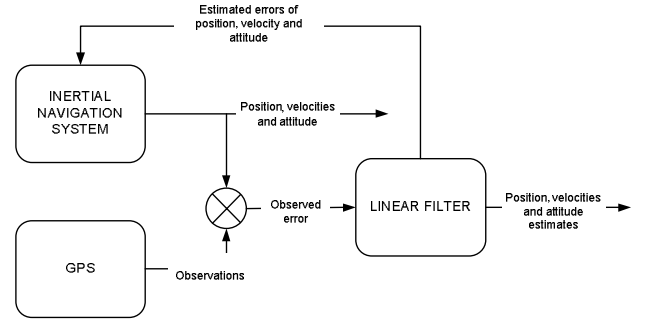 Estimated errors of
position, velocity and
attitude
INERTIAL
NAVIGATION
SYSTEM
Position, velocities
and attitude
Observed
error
LINEAR FILTER
Position, velocities
and attitude
estimates
GPS
Observations